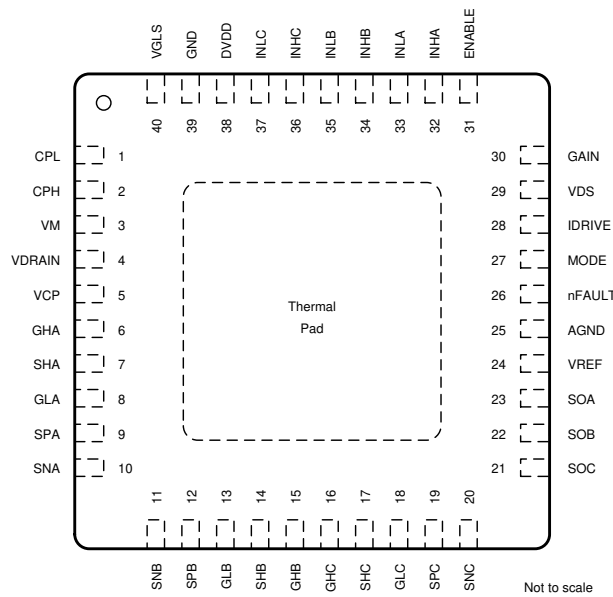 VGLS
GND
DVDD
INLC
INHC
INLB
INHB
INLA
INHA
ENABLE
40
39
38
37
36
35
34
33
32
31
CPL 1
CPH 2
VM 3
VDRAIN 4
VCP 5
GHA 6
SHA 7
GLA 8
SPA 9
SNA 10
Thermal
Pad
30 GAIN
29 VDS
28 IDRIVE
27 MODE
26 nFAULT
25 AGND
24 VREF
23 SOA
22 SOB
21 SOC
11
12
13
14
15
16
17
18
19
20
SNB
SPB
GLB
SHB
GHB
GHC
SHC
GLC
SPC
SNC
Not to scale